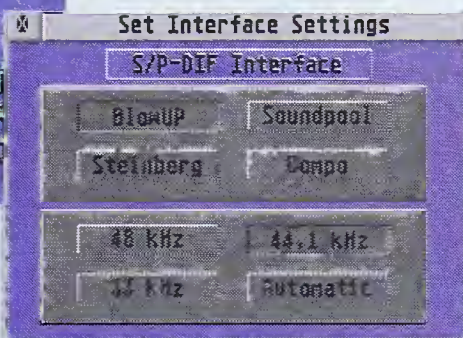 Set Interface Settings
S/P-DIF Interface
BlowUP Soundpool
Steinberg Compo
48 kHz 44.1 kHz
kHz Automatic